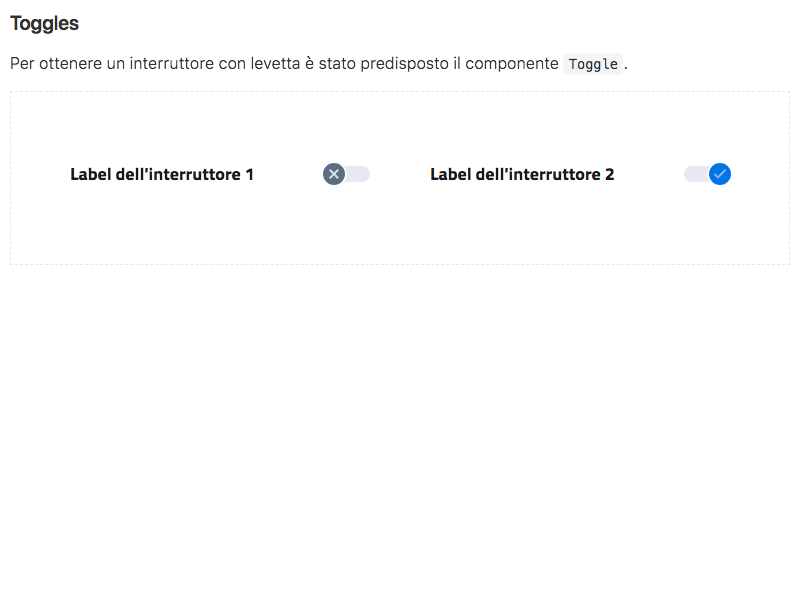 Toggles
Per ottenere un interruttore con levetta è stato predisposto il componente Toggle.
Label dell'interruttore 1
Label dell'interruttore 2